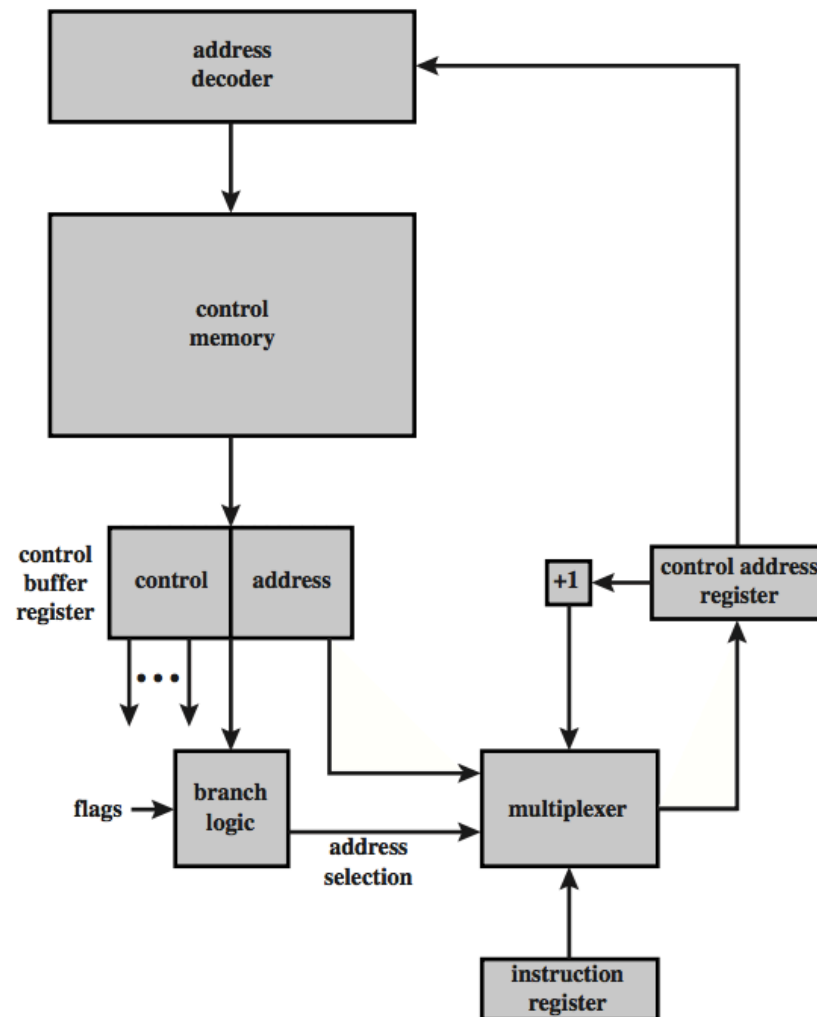 address
decoder
control
memory
control
buffer
register
control
address
+1
control address
register
flags
branch
logic
multiplexer
address
selection
instruction
register